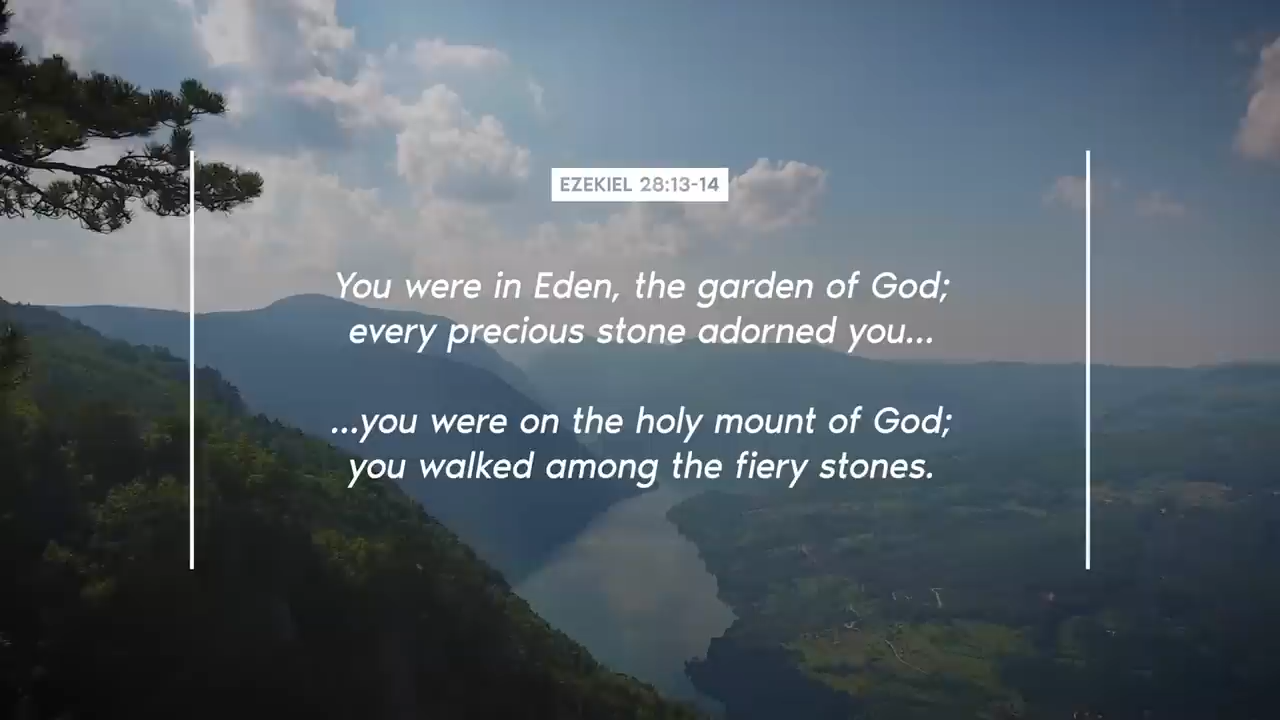 EZEKIEL 28:13-14
You were in Eden, the garden of God;
every precious stone adorned you...
...you were on the holy mount of God;
you walked among the fiery stones.